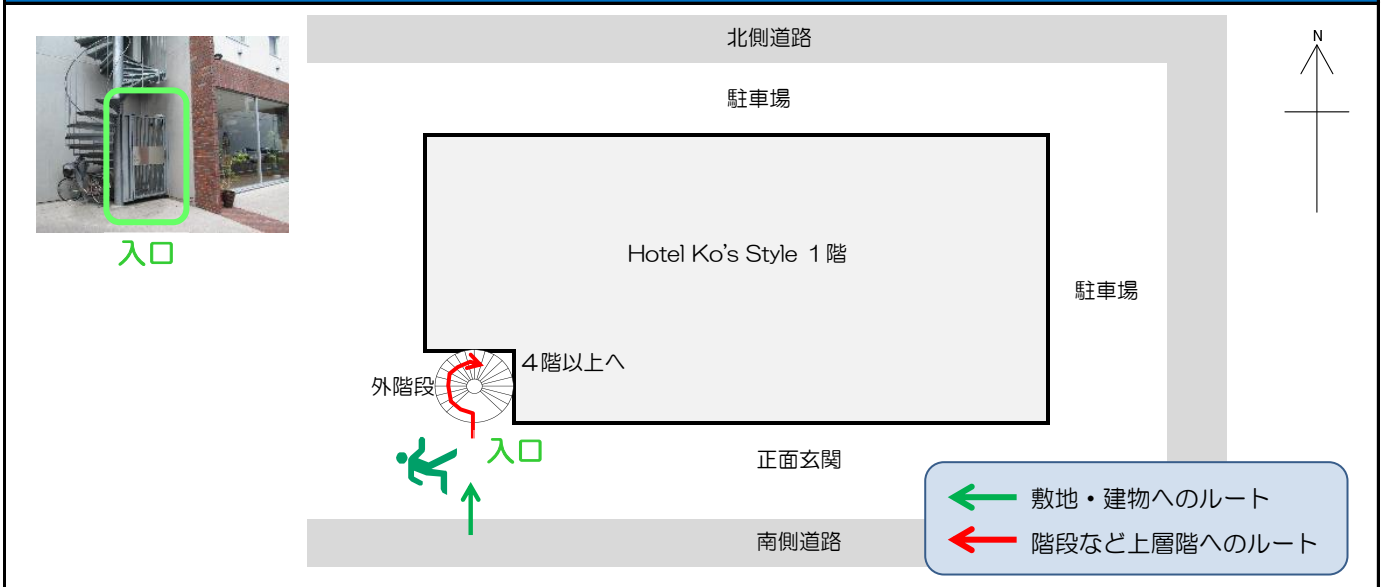 北側道路
N
駐車場
入口
Hotel Ko's Style 1階
駐車場
4階以上へ
外階段
入口
正面玄関
敷地・建物へのルート
南側道路
階段など上層階へのルート